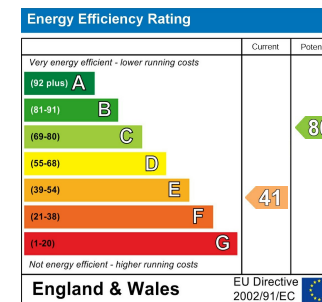 Energy Efficiency Rating
Current
Very energy efficient - lower running costs
(92 plus) A
(81-91) B
(69-80) C
(55-68) D
(39-54) E
41
(21-38) F
(1-20) G
Not energy efficient - higher running costs
England & Wales
EU Directive
2002/91/EC